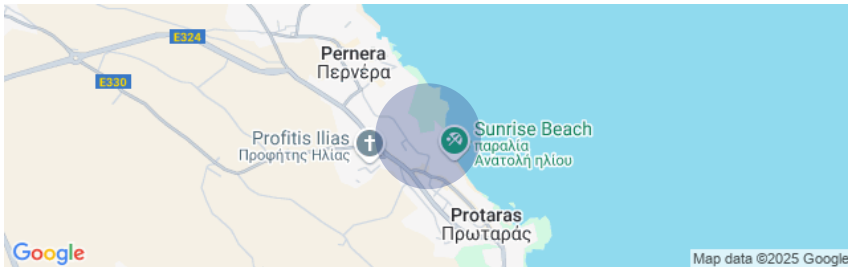 E324
Pernera
Περνέρα
E330
Profitis Ilias
Προφήτης Ηλίας
Sunrise Beach
παραλία
Ανατολή ηλίου
Protaras
Πρωταράς
Google
Map data ©2025 Google